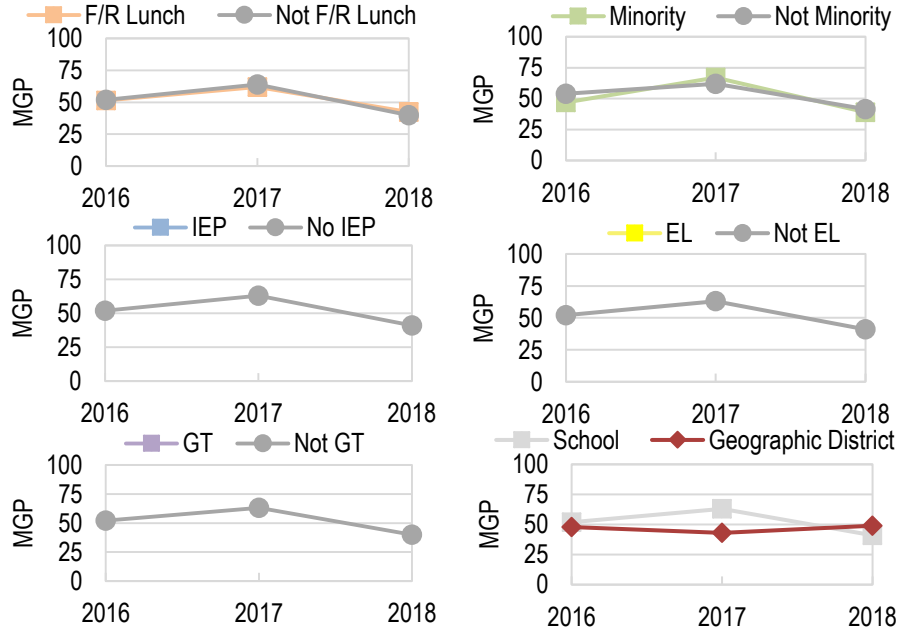 F/R Lunch Not F/R Lunch
100
75
50
25
0
MGP
2016 2017 2018
Minority Not Minority
100
75
50
25
0
MGP
2016 2017 2018
IEP No IEP
100
75
50
25
0
MGP
2016 2017 2018
EL Not EL
100
75
50
25
0
MGP
2016 2017 2018
GT Not GT
100
75
50
25
0
MGP
2016 2017 2018
School Geographic District
100
75
50
25
0
MGP
2016 2017 2018